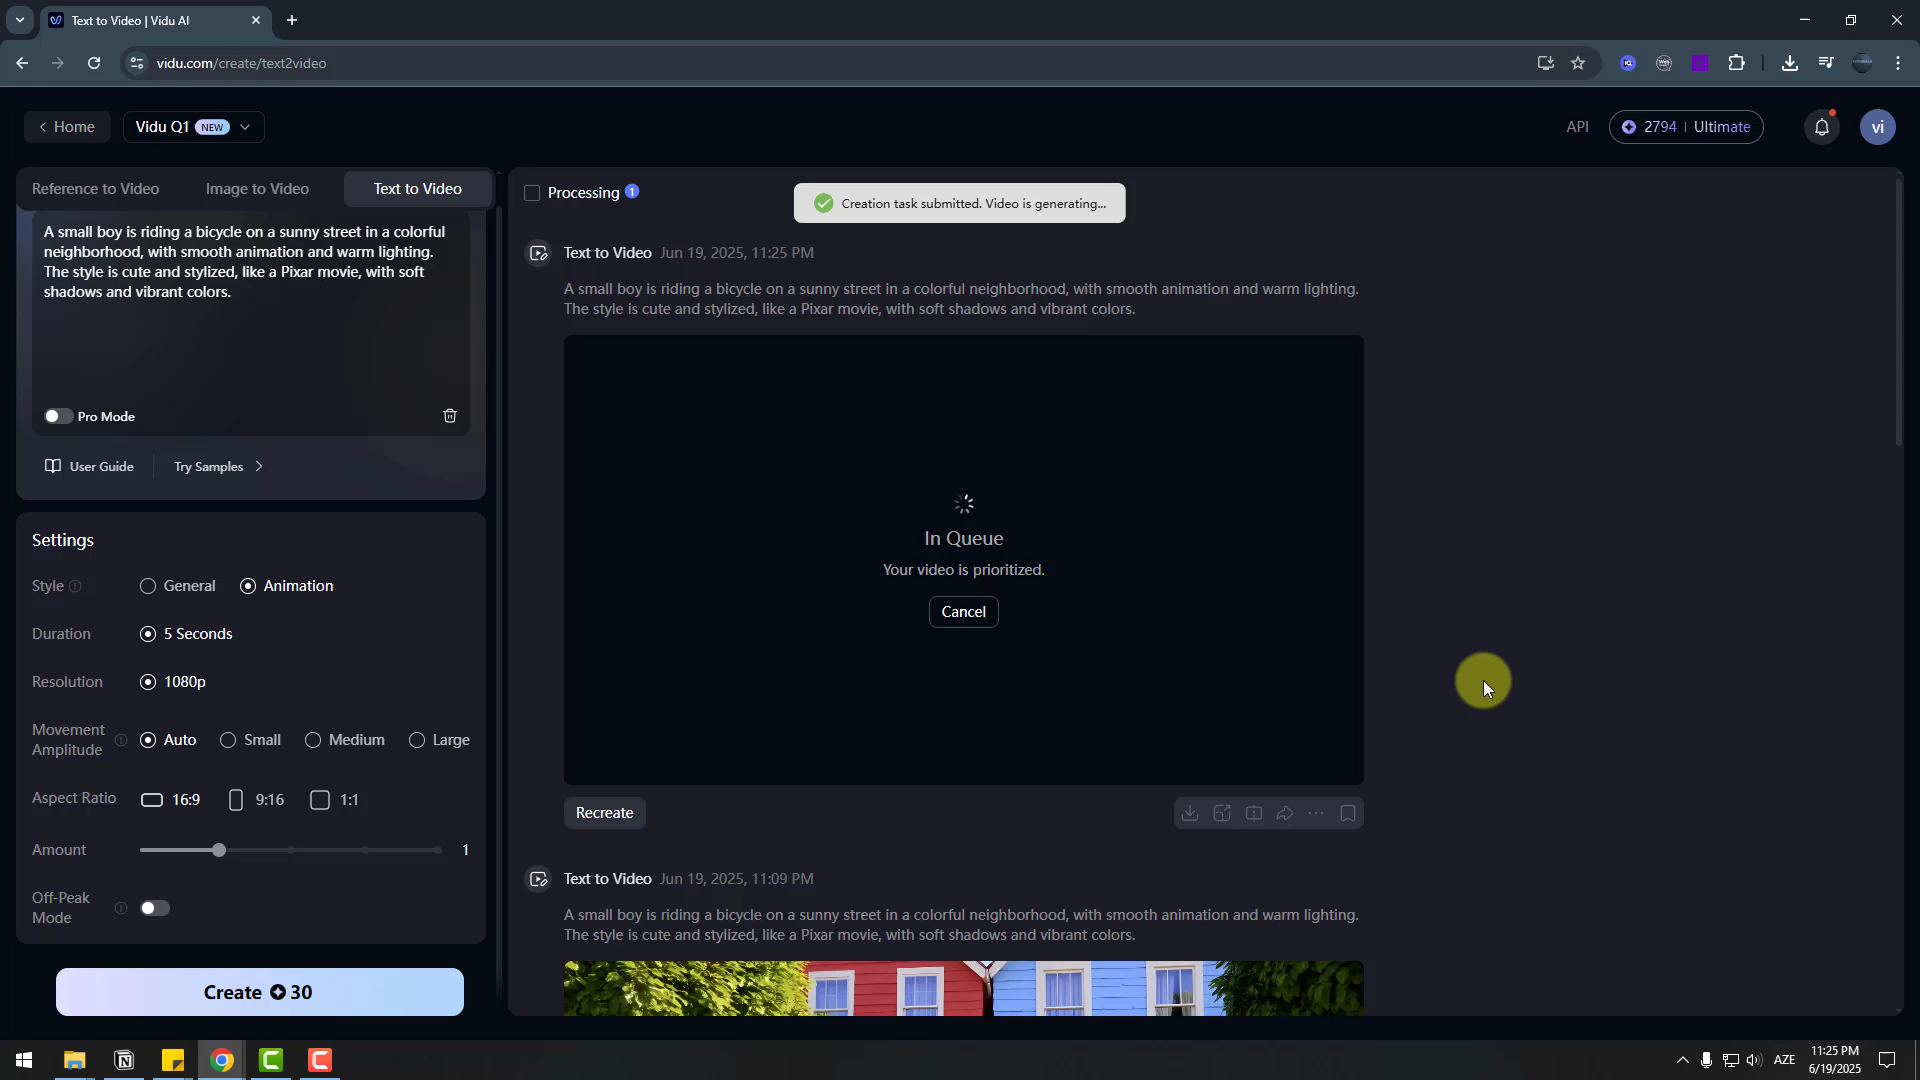 Text to Video | Vidu AI
vidu.com/create/text2video
Home
Vidu Q1 NEW
API
2794 | Ultimate
vi
Reference to Video
Image to Video
Text to Video
A small boy is riding a bicycle on a sunny street in a colorful
neighborhood, with smooth animation and warm lighting.
The style is cute and stylized, like a Pixar movie, with soft
shadows and vibrant colors.
Pro Mode
User Guide
Try Samples
Settings
Style
General
Animation
Duration
5 Seconds
Resolution
1080p
Movement
Amplitude
Auto
Small
Medium
Large
Aspect Ratio
16:9
9:16
1:1
Amount
1
Off-Peak
Mode
Create 30
Processing 1
Creation task submitted. Video is generating...
Text to Video Jun 19, 2025, 11:25 PM
A small boy is riding a bicycle on a sunny street in a colorful neighborhood, with smooth animation and warm lighting.
The style is cute and stylized, like a Pixar movie, with soft shadows and vibrant colors.
In Queue
Your video is prioritized.
Cancel
Recreate
Text to Video Jun 19, 2025, 11:09 PM
A small boy is riding a bicycle on a sunny street in a colorful neighborhood, with smooth animation and warm lighting.
The style is cute and stylized, like a Pixar movie, with soft shadows and vibrant colors.
AZE
11:25 PM
6/19/2025